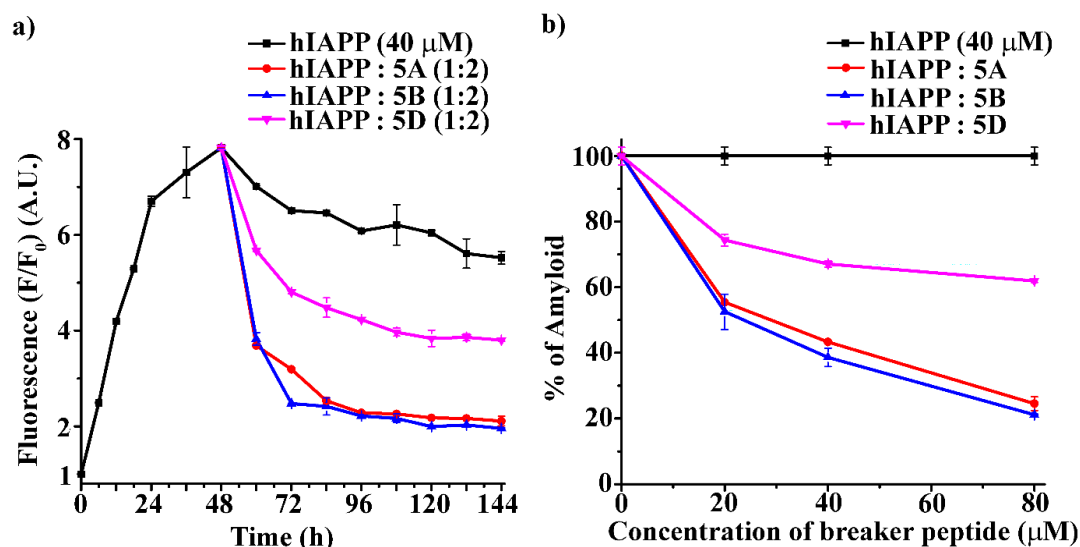 a)
hIAPP (40 μM)
hIAPP : 5A (1:2)
hIAPP : 5B (1:2)
hIAPP : 5D (1:2)
8
6
4
2
1
Fluorescence (F/F0) (A.U.)
0 24 48 72 96 120 144
Time (h)
b)
hIAPP (40 μM)
hIAPP : 5A
hIAPP : 5B
hIAPP : 5D
100
80
60
40
20
0
% of Amyloid
0 20 40 60 80
Concentration of breaker peptide (μM)